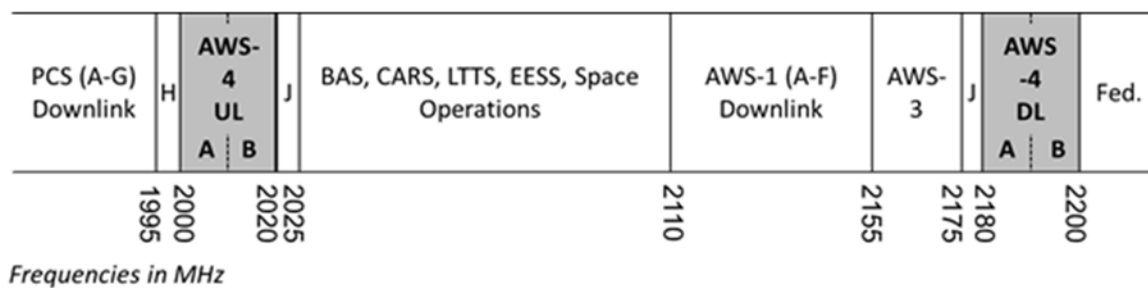 PCS (A-G)
Downlink
H
AWS-
4
UL
A B
J
BAS, CARS, LTTS, EESS, Space
Operations
AWS-1 (A-F)
Downlink
AWS-
3
J
AWS
-4
DL
A B
Fed.
1995
2000
2020
2025
2110
2155
2175
2180
2200
Frequencies in MHz